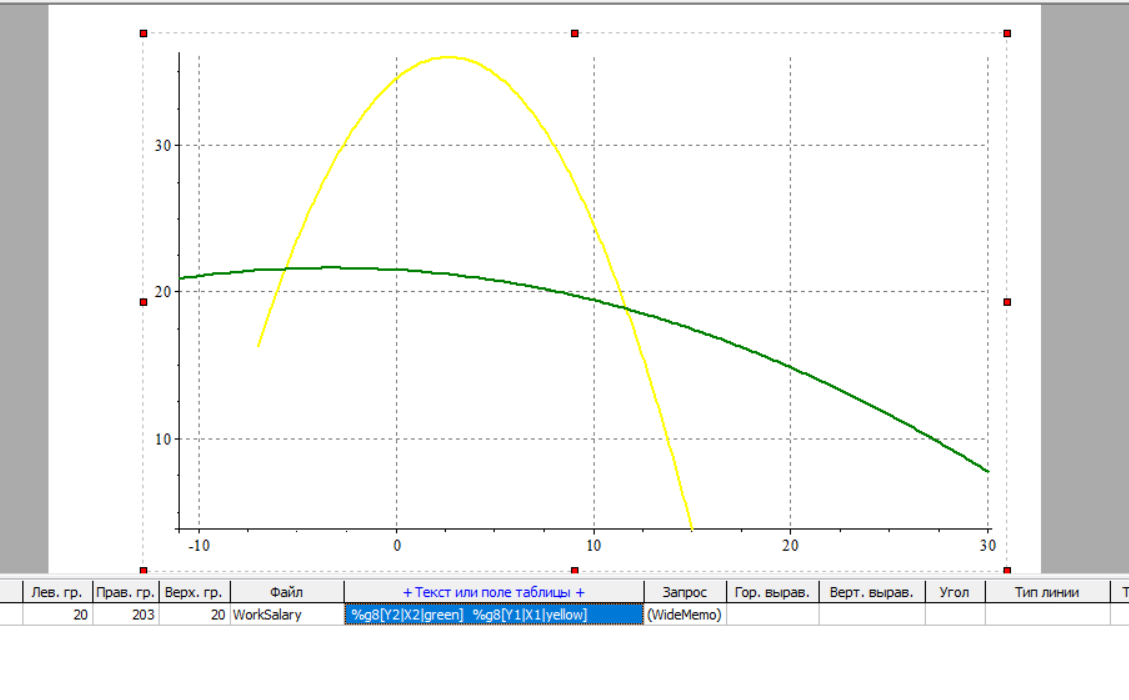 30
20
10
-10 0 10 20 30
Лев. гр. Прав. гр. Верх. гр. Файл + Текст или поле таблицы + Запрос Гор. вырав. Верт. вырав. Угол Тип линии
20 203 20 WorkSalary %g8[Y2|X2|green] %g8[Y1|X1|yellow] (WideMemo)